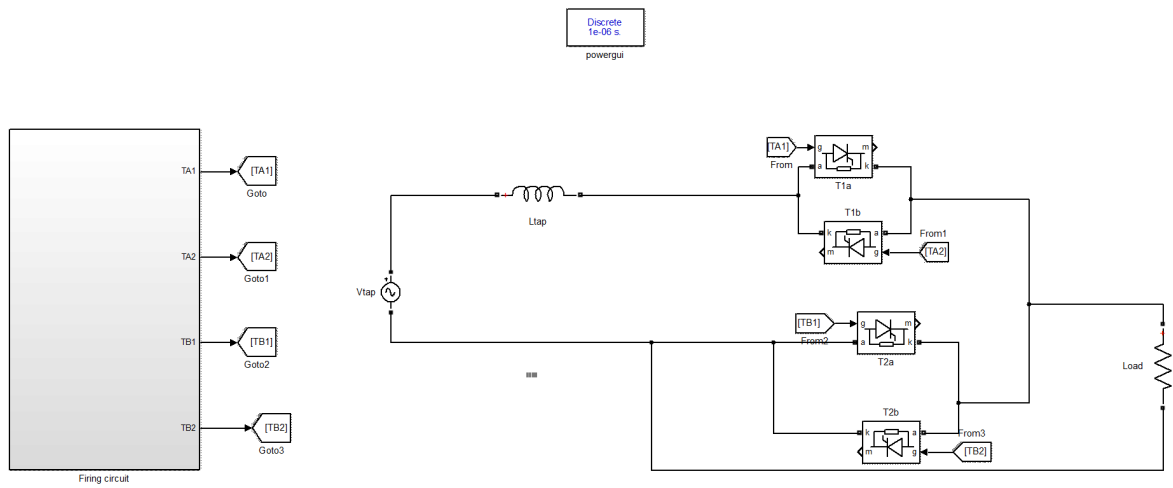 Discrete
1e-06 s.
powergui
TA1
[TA1]
Goto
TA2
[TA2]
Goto1
TB1
[TB1]
Goto2
TB2
[TB2]
Goto3
Firing circuit
Vtap
+
Ltap
+
[TA1]
From
g
m
a
k
T1a
T1b
k
a
m
g
From1
[TA2]
[TB1]
From2
g
m
a
k
T2a
T2b
k
a
m
g
From3
[TB2]
Load
+